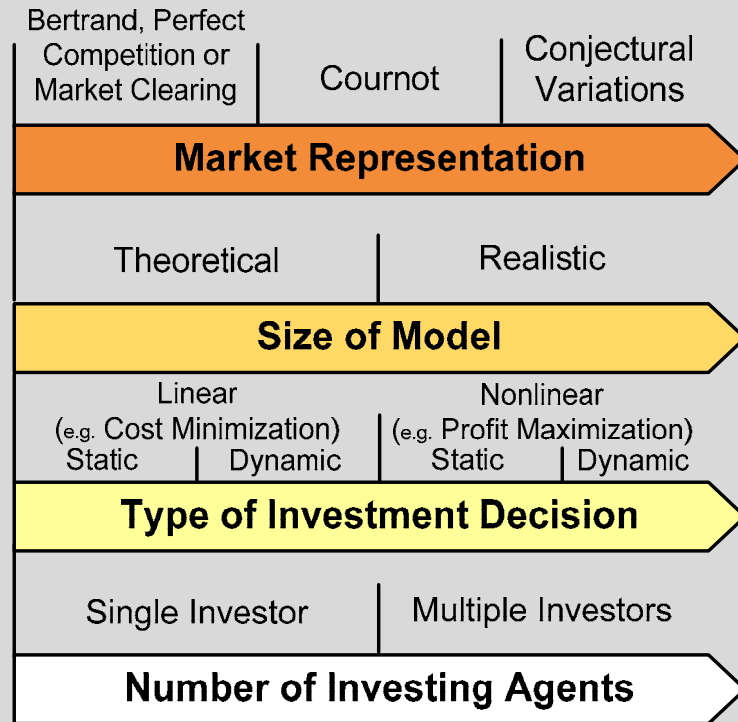 Bertrand, Perfect
Competition or
Market Clearing
Cournot
Conjectural
Variations
Market Representation
Theoretical
Realistic
Size of Model
Linear
(e.g. Cost Minimization)
Static
Dynamic
Nonlinear
(e.g. Profit Maximization)
Static
Dynamic
Type of Investment Decision
Single Investor
Multiple Investors
Number of Investing Agents